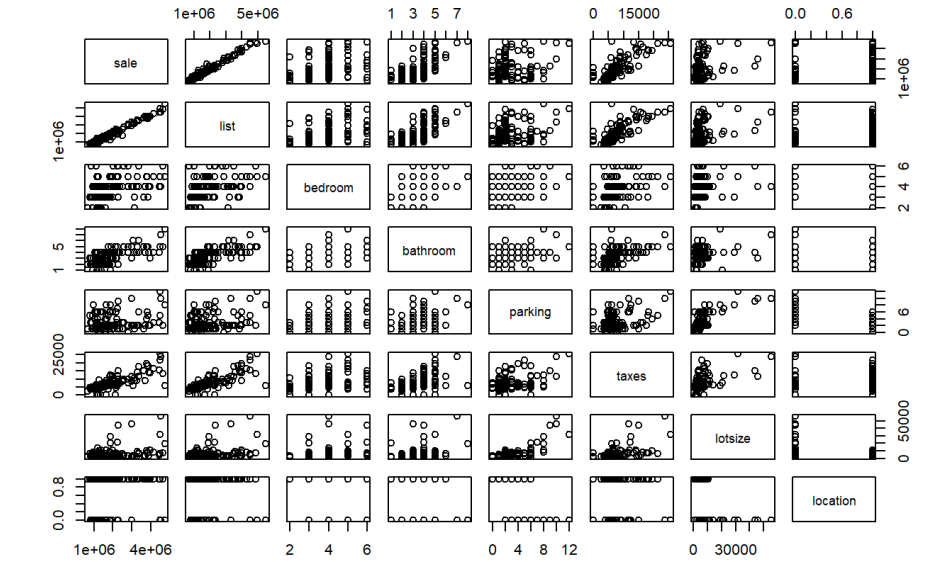 1e+06 5e+06 1 3 5 7 0 15000 0.0 0.6
sale
1e+06
list
1e+06
bedroom
2 4 6
bathroom
1 5
parking
0 6
taxes
0 25000
lotsize
0 50000
location
0.0 0.8
1e+06 4e+06 2 3 4 5 6 0 4 8 12 0 30000